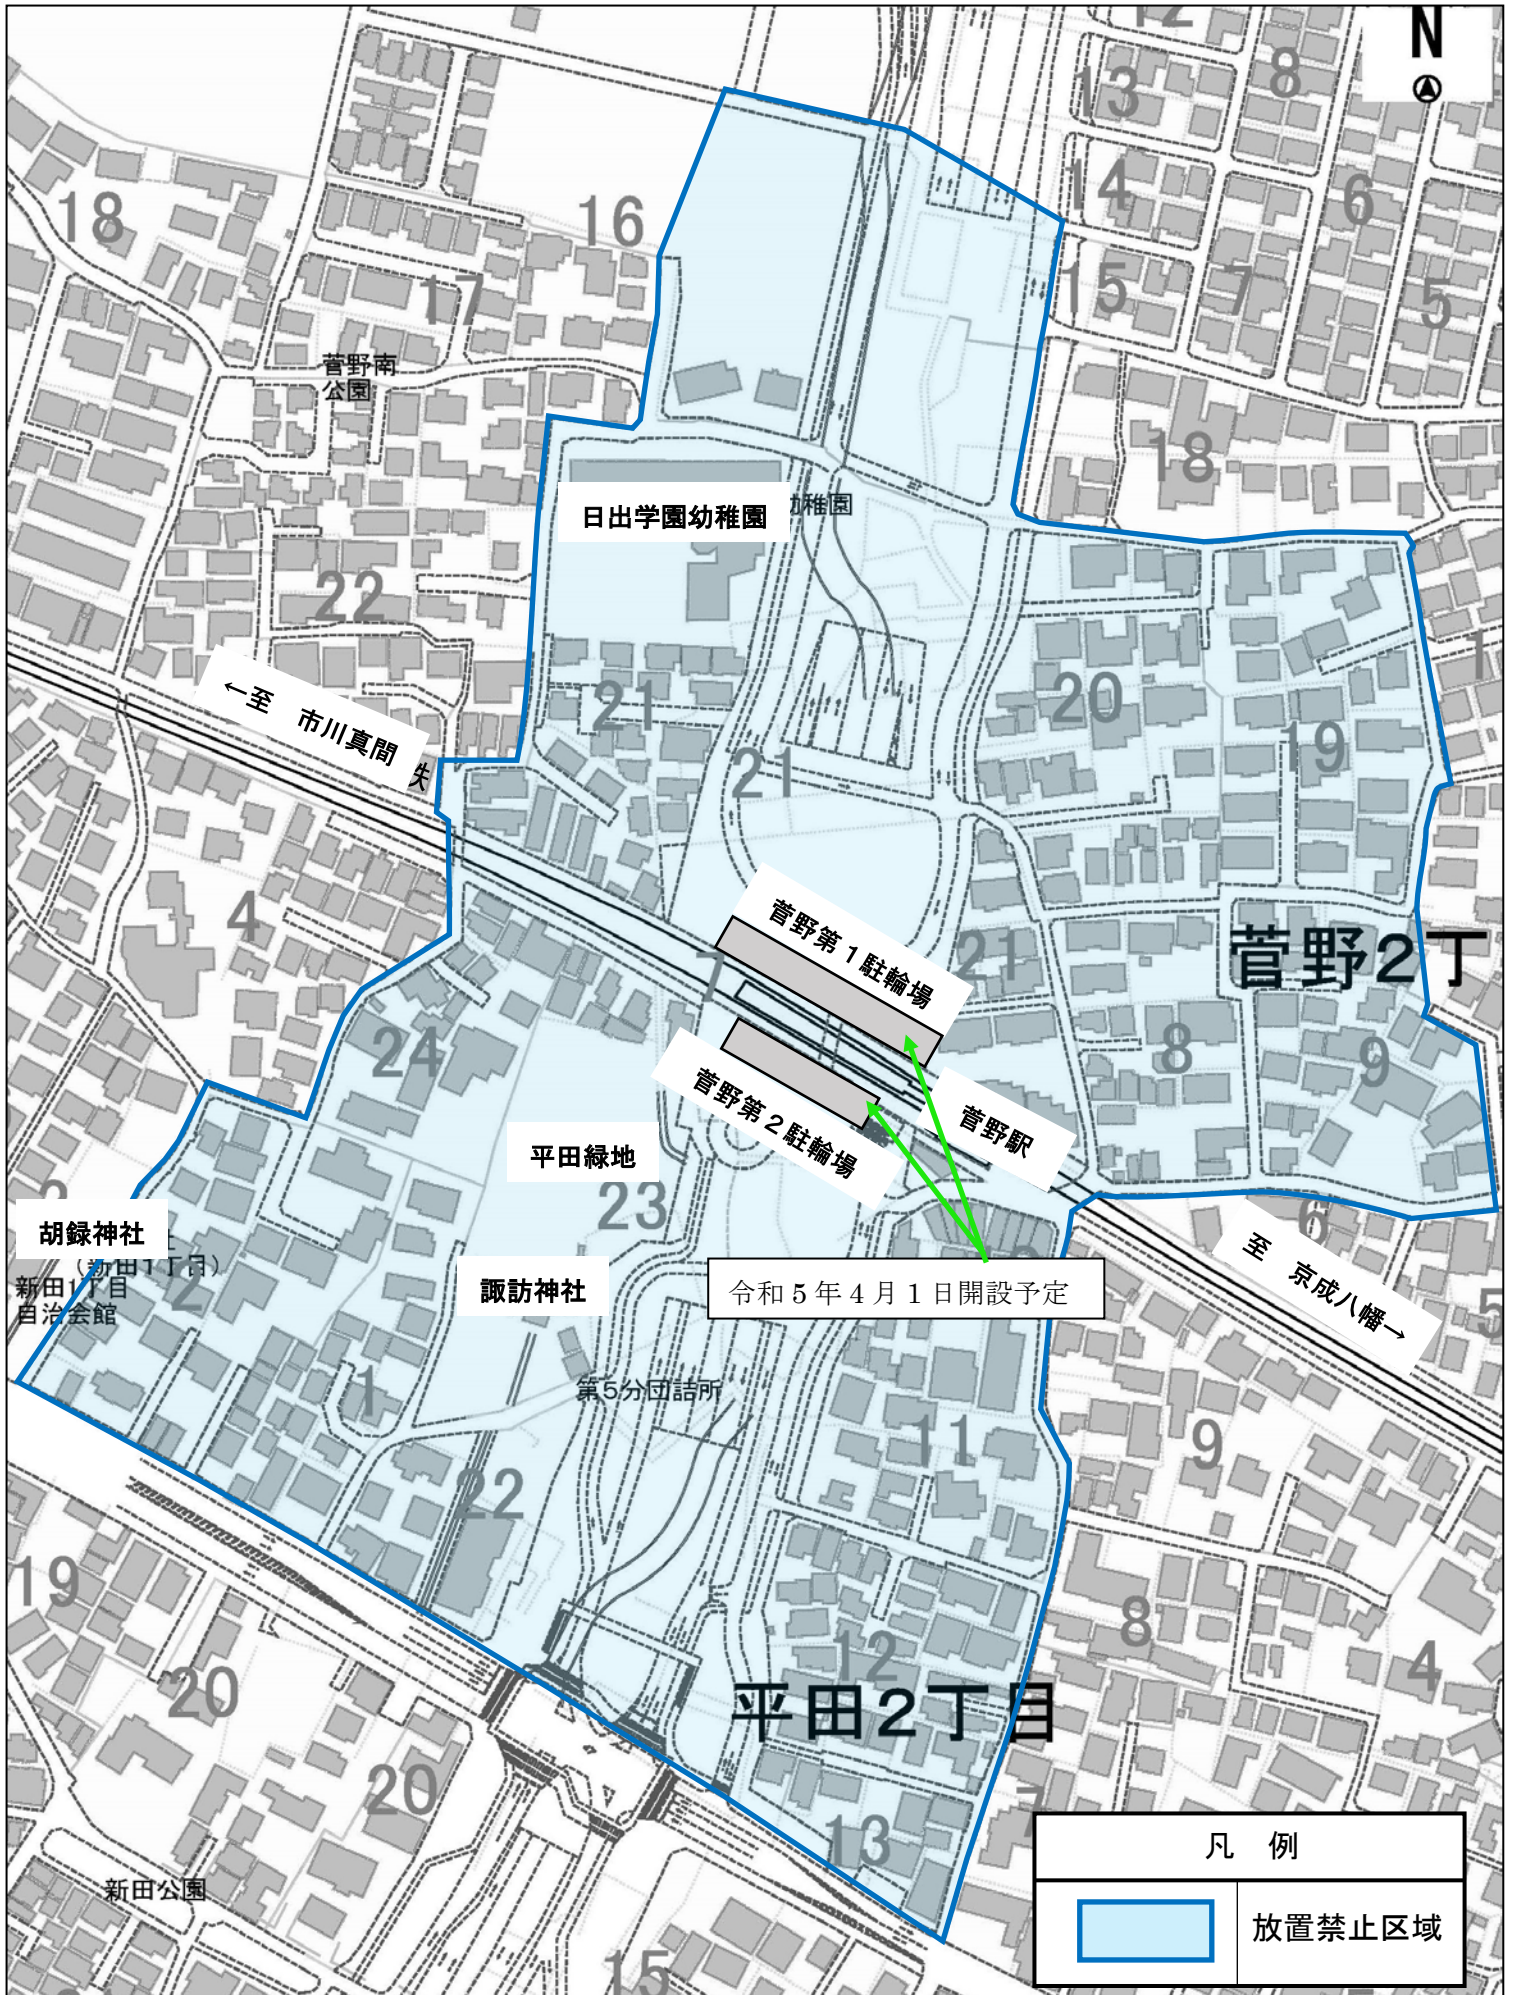 N
12
13
8
14
6
18
16
15
7
5
17
菅野南
公園
18
日出学園幼稚園
幼稚園
22
1
←至 市川真間
鉄
21
20
19
21
菅野第1駐輪場
4
21
菅野2丁
7
24
8
9
菅野第2駐輪場
菅野駅
平田緑地
23
胡録神社
社
(新田1丁目)
新田1丁目
自治会館
2
6
至 京成八幡→
諏訪神社
令和5年4月1日開設予定
5
第5分団詰所
1
11
9
22
19
12
8
4
20
平田2丁目
20
13
7
凡 例
新田公園
放置禁止区域
15